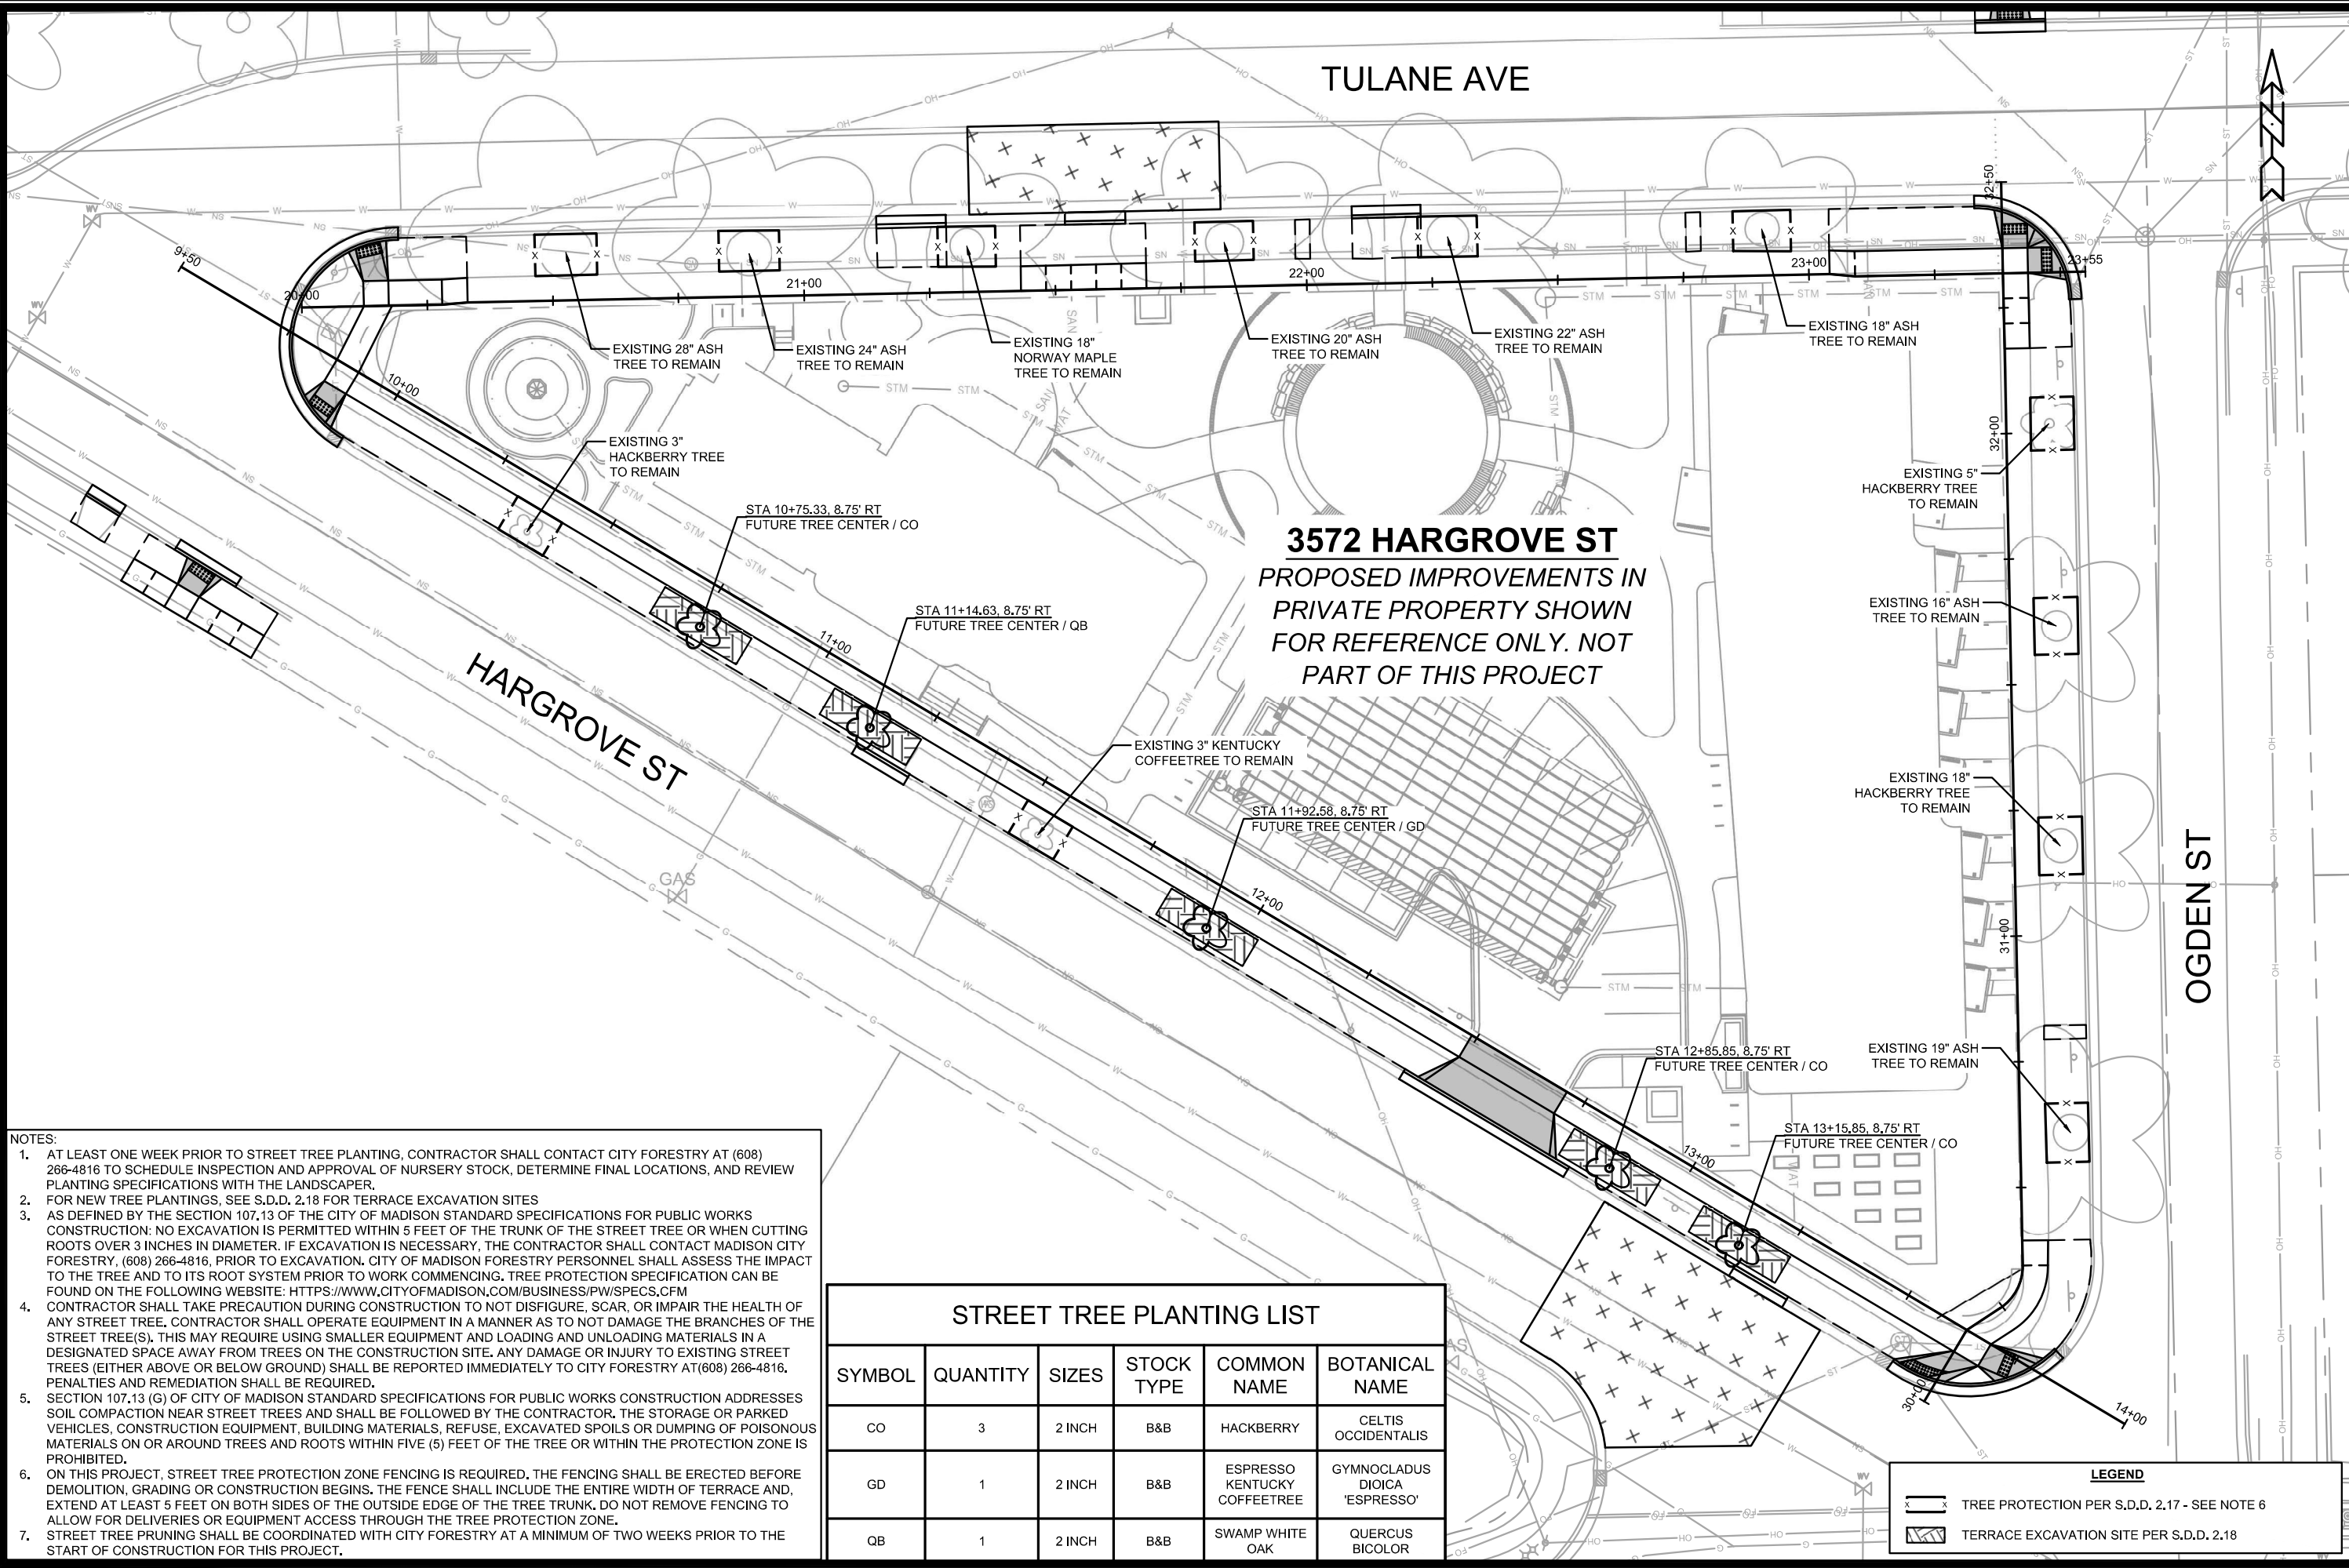 TULANE AVE
9+50
20+00
21+00
22+00
23+00
23+55
32+50
32+00
31+00
30+00
10+00
11+00
12+00
13+00
14+00
EXISTING 28" ASH
TREE TO REMAIN
EXISTING 24" ASH
TREE TO REMAIN
EXISTING 18"
NORWAY MAPLE
TREE TO REMAIN
EXISTING 20" ASH
TREE TO REMAIN
EXISTING 22" ASH
TREE TO REMAIN
EXISTING 18" ASH
TREE TO REMAIN
EXISTING 3"
HACKBERRY TREE
TO REMAIN
EXISTING 5"
HACKBERRY TREE
TO REMAIN
STA 10+75.33, 8.75' RT
FUTURE TREE CENTER / CO
3572 HARGROVE ST
PROPOSED IMPROVEMENTS IN
PRIVATE PROPERTY SHOWN
FOR REFERENCE ONLY. NOT
PART OF THIS PROJECT
STA 11+14.63, 8.75' RT
FUTURE TREE CENTER / QB
EXISTING 16" ASH
TREE TO REMAIN
HARGROVE ST
EXISTING 3" KENTUCKY
COFFEETREE TO REMAIN
EXISTING 18"
HACKBERRY TREE
TO REMAIN
STA 11+92.58, 8.75' RT
FUTURE TREE CENTER / GD
OGDEN ST
GAS
STA 12+85.85, 8.75' RT
FUTURE TREE CENTER / CO
EXISTING 19" ASH
TREE TO REMAIN
STA 13+15.85, 8.75' RT
FUTURE TREE CENTER / CO
NOTES:
1. AT LEAST ONE WEEK PRIOR TO STREET TREE PLANTING, CONTRACTOR SHALL CONTACT CITY FORESTRY AT (608)
266-4816 TO SCHEDULE INSPECTION AND APPROVAL OF NURSERY STOCK, DETERMINE FINAL LOCATIONS, AND REVIEW
PLANTING SPECIFICATIONS WITH THE LANDSCAPER.
2. FOR NEW TREE PLANTINGS, SEE S.D.D. 2.18 FOR TERRACE EXCAVATION SITES
3. AS DEFINED BY THE SECTION 107.13 OF THE CITY OF MADISON STANDARD SPECIFICATIONS FOR PUBLIC WORKS
CONSTRUCTION: NO EXCAVATION IS PERMITTED WITHIN 5 FEET OF THE TRUNK OF THE STREET TREE OR WHEN CUTTING
ROOTS OVER 3 INCHES IN DIAMETER. IF EXCAVATION IS NECESSARY, THE CONTRACTOR SHALL CONTACT MADISON CITY
FORESTRY, (608) 266-4816, PRIOR TO EXCAVATION. CITY OF MADISON FORESTRY PERSONNEL SHALL ASSESS THE IMPACT
TO THE TREE AND TO ITS ROOT SYSTEM PRIOR TO WORK COMMENCING. TREE PROTECTION SPECIFICATION CAN BE
FOUND ON THE FOLLOWING WEBSITE: HTTPS://WWW.CITYOFMADISON.COM/BUSINESS/PW/SPECS.CFM
4. CONTRACTOR SHALL TAKE PRECAUTION DURING CONSTRUCTION TO NOT DISFIGURE, SCAR, OR IMPAIR THE HEALTH OF
ANY STREET TREE. CONTRACTOR SHALL OPERATE EQUIPMENT IN A MANNER AS TO NOT DAMAGE THE BRANCHES OF THE
STREET TREE(S). THIS MAY REQUIRE USING SMALLER EQUIPMENT AND LOADING AND UNLOADING MATERIALS IN A
DESIGNATED SPACE AWAY FROM TREES ON THE CONSTRUCTION SITE. ANY DAMAGE OR INJURY TO EXISTING STREET
TREES (EITHER ABOVE OR BELOW GROUND) SHALL BE REPORTED IMMEDIATELY TO CITY FORESTRY AT(608) 266-4816.
PENALTIES AND REMEDIATION SHALL BE REQUIRED.
5. SECTION 107.13 (G) OF CITY OF MADISON STANDARD SPECIFICATIONS FOR PUBLIC WORKS CONSTRUCTION ADDRESSES
SOIL COMPACTION NEAR STREET TREES AND SHALL BE FOLLOWED BY THE CONTRACTOR. THE STORAGE OR PARKED
VEHICLES, CONSTRUCTION EQUIPMENT, BUILDING MATERIALS, REFUSE, EXCAVATED SPOILS OR DUMPING OF POISONOUS
MATERIALS ON OR AROUND TREES AND ROOTS WITHIN FIVE (5) FEET OF THE TREE OR WITHIN THE PROTECTION ZONE IS
PROHIBITED.
6. ON THIS PROJECT, STREET TREE PROTECTION ZONE FENCING IS REQUIRED. THE FENCING SHALL BE ERECTED BEFORE
DEMOLITION, GRADING OR CONSTRUCTION BEGINS. THE FENCE SHALL INCLUDE THE ENTIRE WIDTH OF TERRACE AND,
EXTEND AT LEAST 5 FEET ON BOTH SIDES OF THE OUTSIDE EDGE OF THE TREE TRUNK. DO NOT REMOVE FENCING TO
ALLOW FOR DELIVERIES OR EQUIPMENT ACCESS THROUGH THE TREE PROTECTION ZONE.
7. STREET TREE PRUNING SHALL BE COORDINATED WITH CITY FORESTRY AT A MINIMUM OF TWO WEEKS PRIOR TO THE
START OF CONSTRUCTION FOR THIS PROJECT.
STREET TREE PLANTING LIST
SYMBOL QUANTITY SIZES STOCK TYPE COMMON NAME BOTANICAL NAME
CO 3 2 INCH B&B HACKBERRY CELTIS OCCIDENTALIS
GD 1 2 INCH B&B ESPRESSO KENTUCKY COFFEETREE GYMNOCLADUS DIOICA 'ESPRESSO'
QB 1 2 INCH B&B SWAMP WHITE OAK QUERCUS BICOLOR
LEGEND
TREE PROTECTION PER S.D.D. 2.17 - SEE NOTE 6
TERRACE EXCAVATION SITE PER S.D.D. 2.18